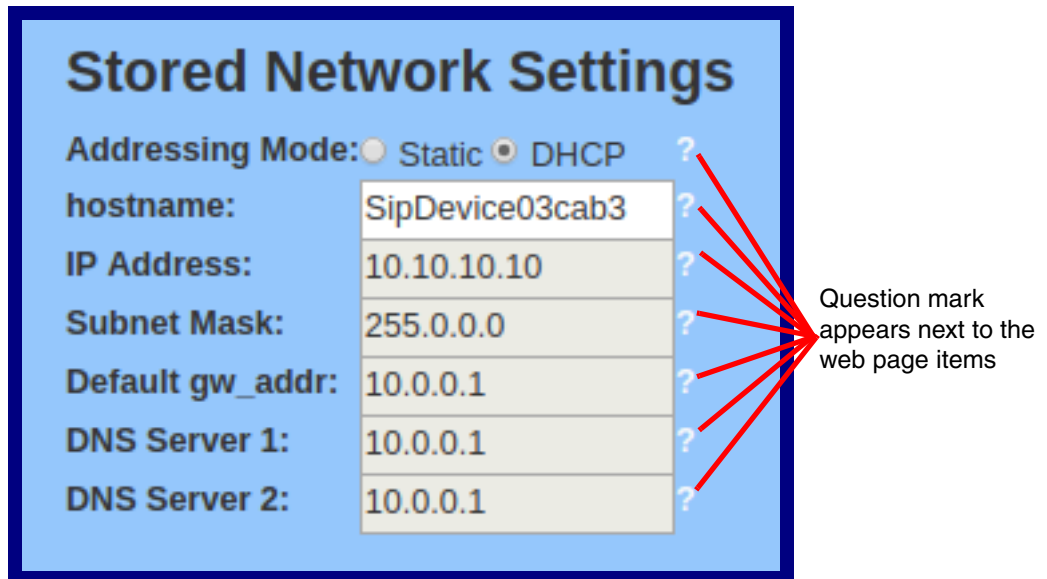 Stored Network Settings
Addressing Mode: Static DHCP ?
hostname: SipDevice03cab3 ?
IP Address: 10.10.10.10 ?
Subnet Mask: 255.0.0.0 ?
Default gw_addr: 10.0.0.1 ?
DNS Server 1: 10.0.0.1 ?
DNS Server 2: 10.0.0.1 ?
Question mark
appears next to the
web page items